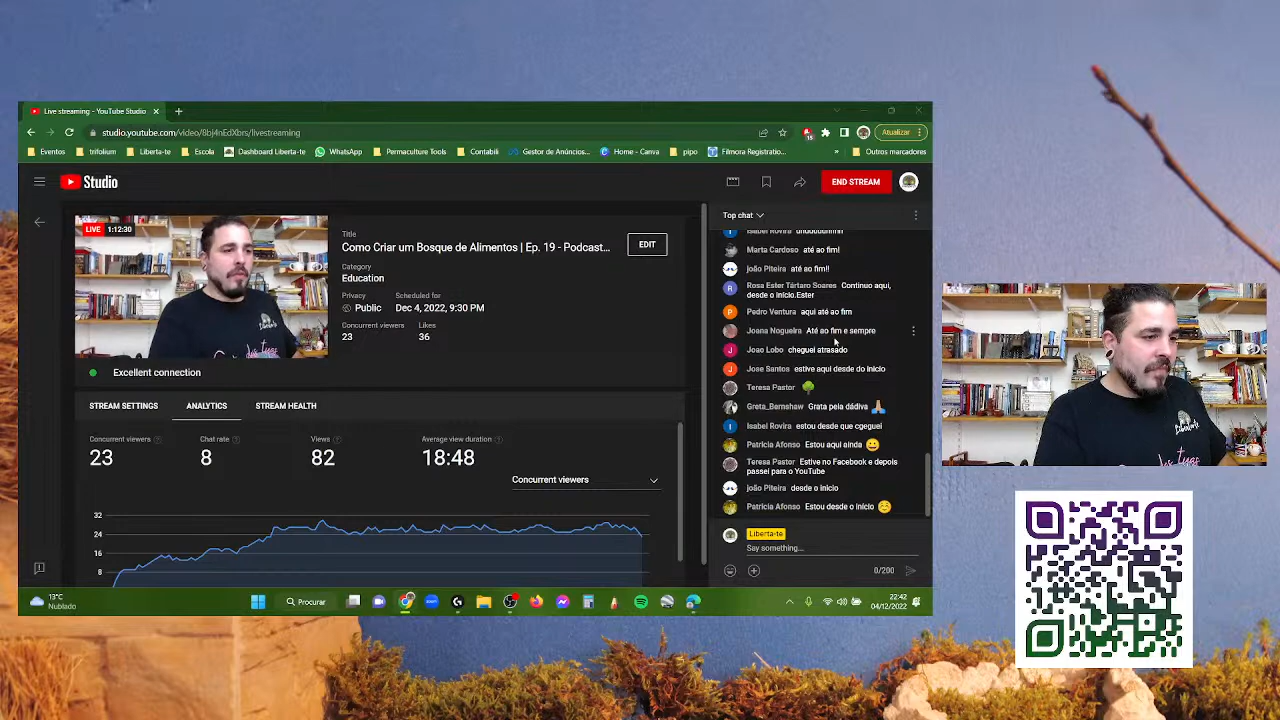 Live streaming - YouTube Studio
studio.youtube.com/video/8bj4nEdXbrs/livestreaming
15
Atualizar
Eventos
trifolium
Liberta-te
Escola
Dashboard Liberta-te
WhatsApp
Permaculture Tools
Contabili
Gestor de Anúncios...
Home - Canva
pipo
Filmora Registratio...
»
Outros marcadores
Studio
END STREAM
LIVE 1:12:30
Title
Como Criar um Bosque de Alimentos | Ep. 19 - Podcast...
EDIT
Category
Education
Privacy
Public
Scheduled for
Dec 4, 2022, 9:30 PM
Concurrent viewers
23
Likes
36
Excellent connection
STREAM SETTINGS
ANALYTICS
STREAM HEALTH
Concurrent viewers
23
Chat rate
8
Views
82
Average view duration
18:48
Concurrent viewers
32
24
16
8
Top chat
Isabel Rovira
Marta Cardoso até ao fim!
joão Plteira até ao fim!!
Rosa Ester Tártaro Soares Continuo aqui,
desde o início.Ester
Pedro Ventura aqui até ao fim
Joana Nogueira Até ao fim e sempre
Joao Lobo cheguei atrasado
Jose Santos estive aqui desde do inicio
Teresa Pastor 🌳
Greta_Bernshaw Grata pela dádiva 🙏
Isabel Rovira estou desde que cgeguei
Patricia Afonso Estou aqui ainda 😀
Teresa Pastor Estive no Facebook e depois
passei para o YouTube
joão Plteira desde o inicio
Patricia Afonso Estou desde o início 😊
Liberta-te
Say something...
0/200
13°C
Nublado
Procurar
22:42
04/12/2022